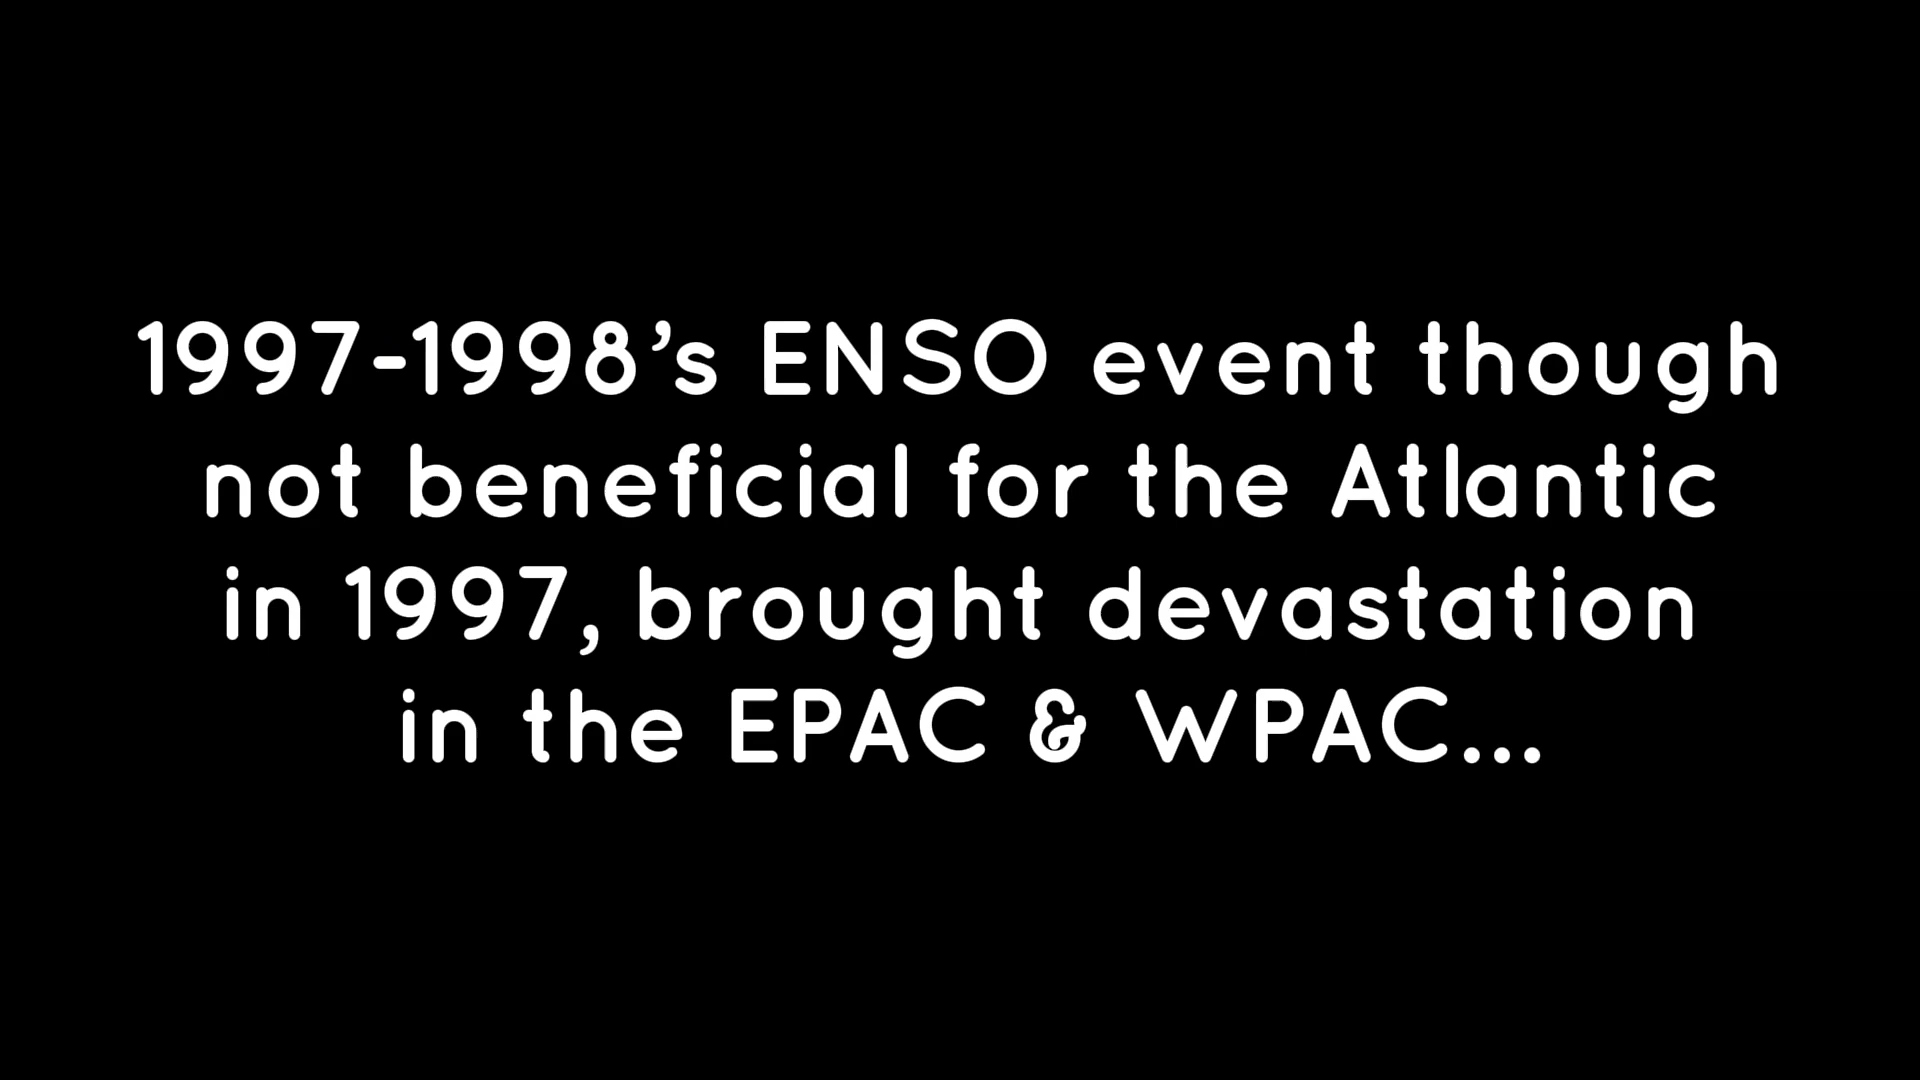 1997-1998’s ENSO event though
not beneficial for the Atlantic
in 1997, brought devastation
in the EPAC & WPAC...